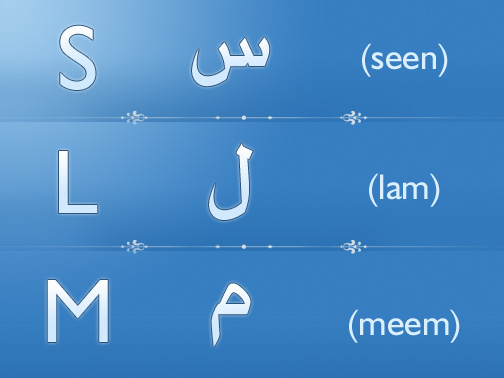 S س (seen)
L ل (lam)
M م (meem)